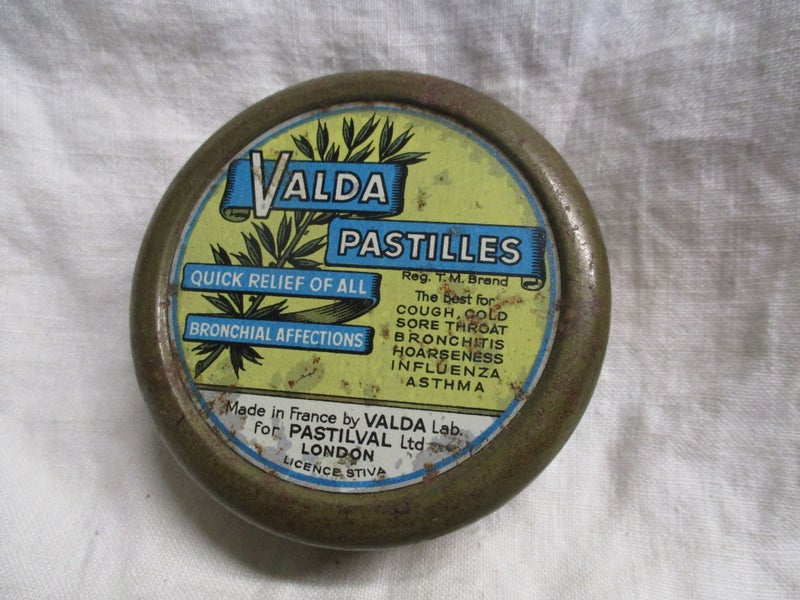 VALDA
PASTILLES
Reg. T.M. Brand
QUICK RELIEF OF ALL
BRONCHIAL AFFECTIONS
The best for
COUGH, COLD
SORE THROAT
BRONCHITIS
HOARSENESS
INFLUENZA
ASTHMA
Made in France by VALDA Lab.
for PASTILVAL Ltd
LONDON
LICENCE STIVA